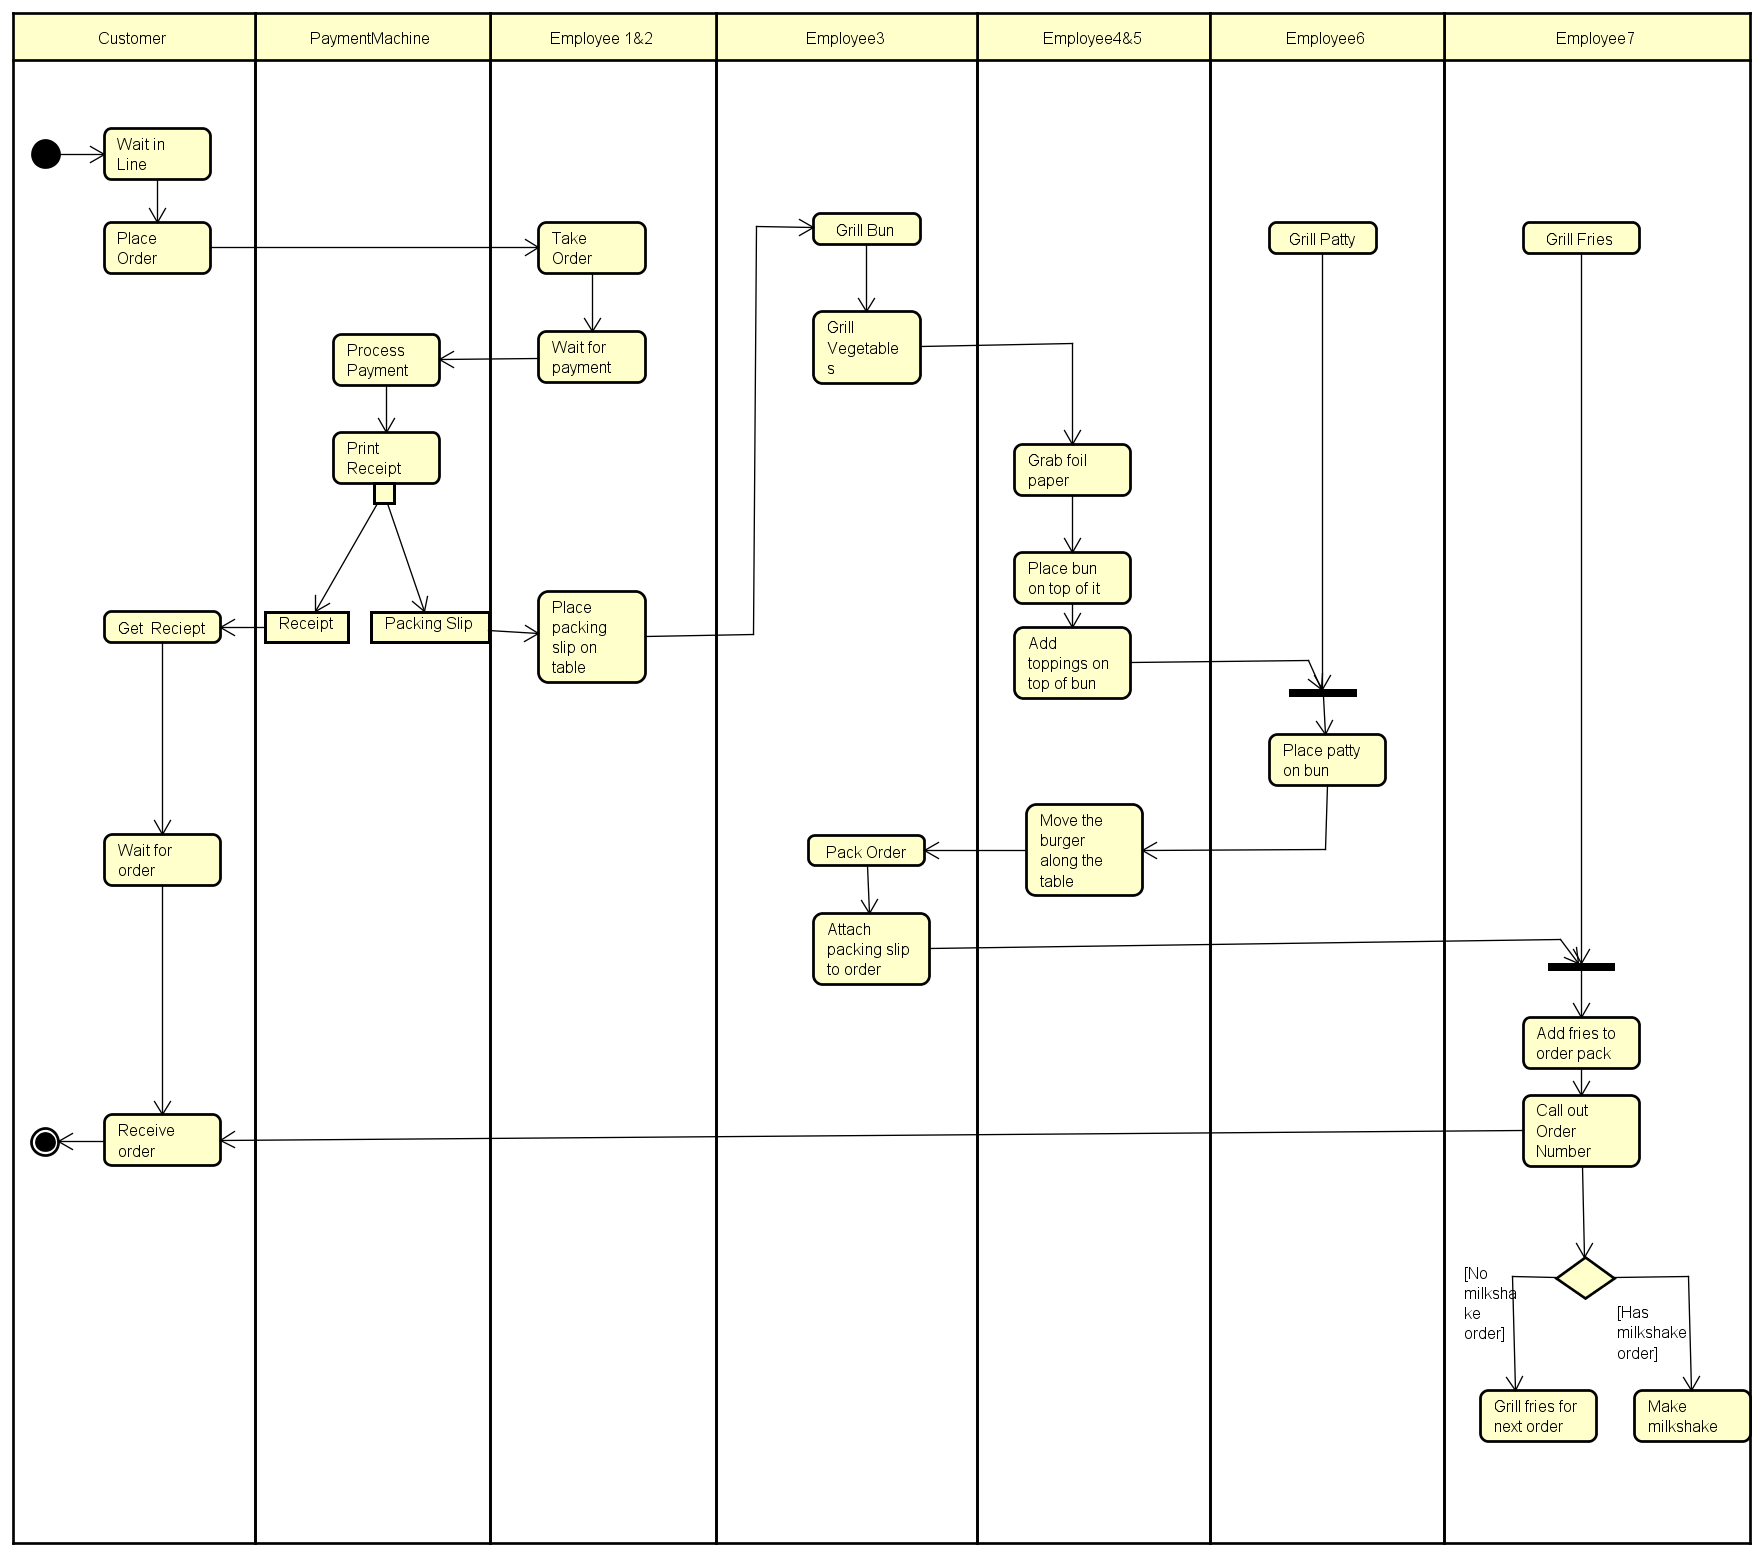 Customer
PaymentMachine
Employee 1&2
Employee3
Employee4&5
Employee6
Employee7
Wait in
Line
Place
Order
Take
Order
Grill Bun
Grill Patty
Grill Fries
Process
Payment
Wait for
payment
Grill
Vegetable
s
Print
Receipt
Grab foil
paper
Place bun
on top of it
Get Reciept
Receipt
Packing Slip
Place
packing
slip on
table
Add
toppings on
top of bun
Place patty
on bun
Wait for
order
Pack Order
Move the
burger
along the
table
Attach
packing slip
to order
Add fries to
order pack
Receive
order
Call out
Order
Number
[No
milksha
ke
order]
[Has
milkshake
order]
Grill fries for
next order
Make
milkshake